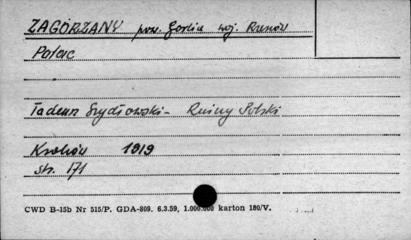 ZAGÓRZANY pow. Gorlice woj. Rzeszów
Pałac
Tadeusz Szydłowski - Ruiny Polski
Kraków 1919
str. 171
CWD B-15b Nr 515/P. GDA-809. 6.3.59, 1.000.000 karton 180/V.